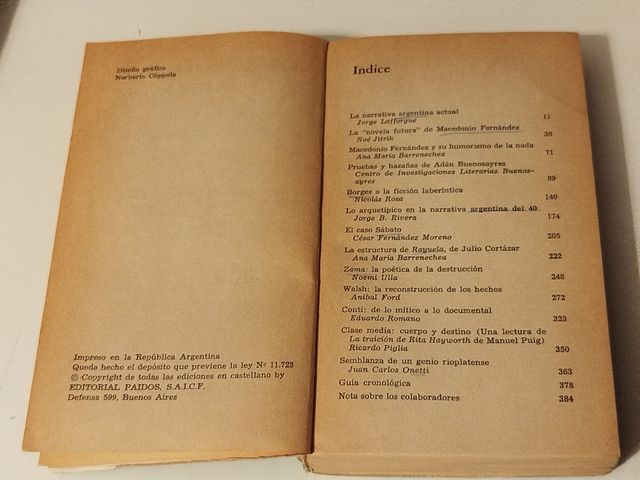 Diseño gráfico
Norberto Cóppola
Impreso en la República Argentina
Queda hecho el depósito que previene la ley Nº 11.723
© Copyright de todas las ediciones en castellano by
EDITORIAL PAIDOS, S.A.I.C.F.
Defensa 599, Buenos Aires
Indice
La narrativa argentina actual
Jorge Lafforgue 11
La "novela futura" de Macedonio Fernández
Noé Jitrik 30
Macedonio Fernández y su humorismo de la nada
Ana María Barrenechea 71
Pruebas y hazañas de Adán Buenosayres
Centro de Investigaciones Literarias Buenos-
ayres 89
Borges o la ficción laberíntica
Nicolás Rosa 140
Lo arquetípico en la narrativa argentina del 40
Jorge B. Rivera 174
El caso Sábato
César Fernández Moreno 205
La estructura de Rayuela, de Julio Cortázar
Ana María Barrenechea 222
Zama: la poética de la destrucción
Noemí Ulla 248
Walsh: la reconstrucción de los hechos
Aníbal Ford 272
Conti: de lo mítico a lo documental
Eduardo Romano 323
Clase media: cuerpo y destino (Una lectura de
La traición de Rita Hayworth de Manuel Puig)
Ricardo Piglia 350
Semblanza de un genio rioplatense
Juan Carlos Onetti 363
Guía cronológica 378
Nota sobre los colaboradores 384